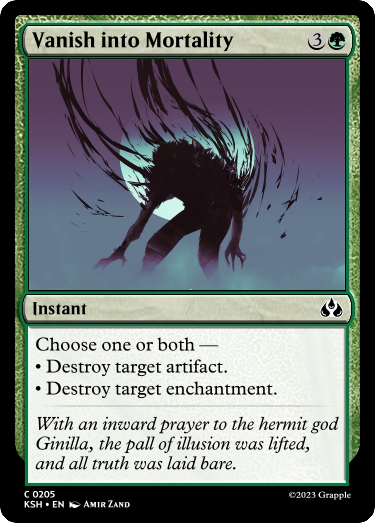 Vanish into Mortality 3
Instant
Choose one or both —
• Destroy target artifact.
• Destroy target enchantment.
With an inward prayer to the hermit god
Ginilla, the pall of illusion was lifted,
and all truth was laid bare.
C 0205
KSH • EN Amir Zand
©2023 Grapple